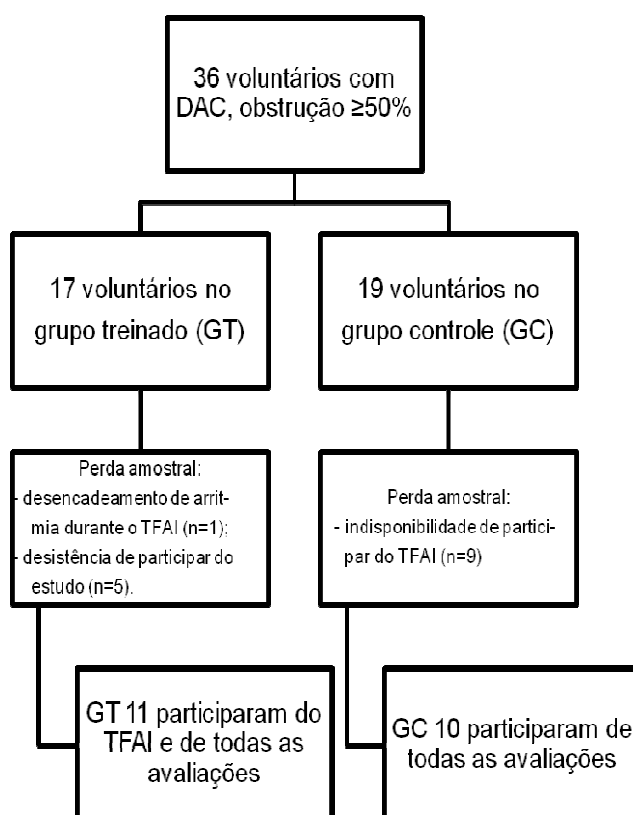 36 voluntários com
DAC, obstrução ≥50%
17 voluntários no
grupo treinado (GT)
19 voluntários no
grupo controle (GC)
Perda amostral:
- desencadeamento de arrit-
mia durante o TFAI (n=1);
- desistência de participar do
estudo (n=5).
Perda amostral:
- indisponibilidade de partici-
par do TFAI (n=9)
GT 11 participaram do
TFAI e de todas as
avaliações
GC 10 participaram de
todas as avaliações